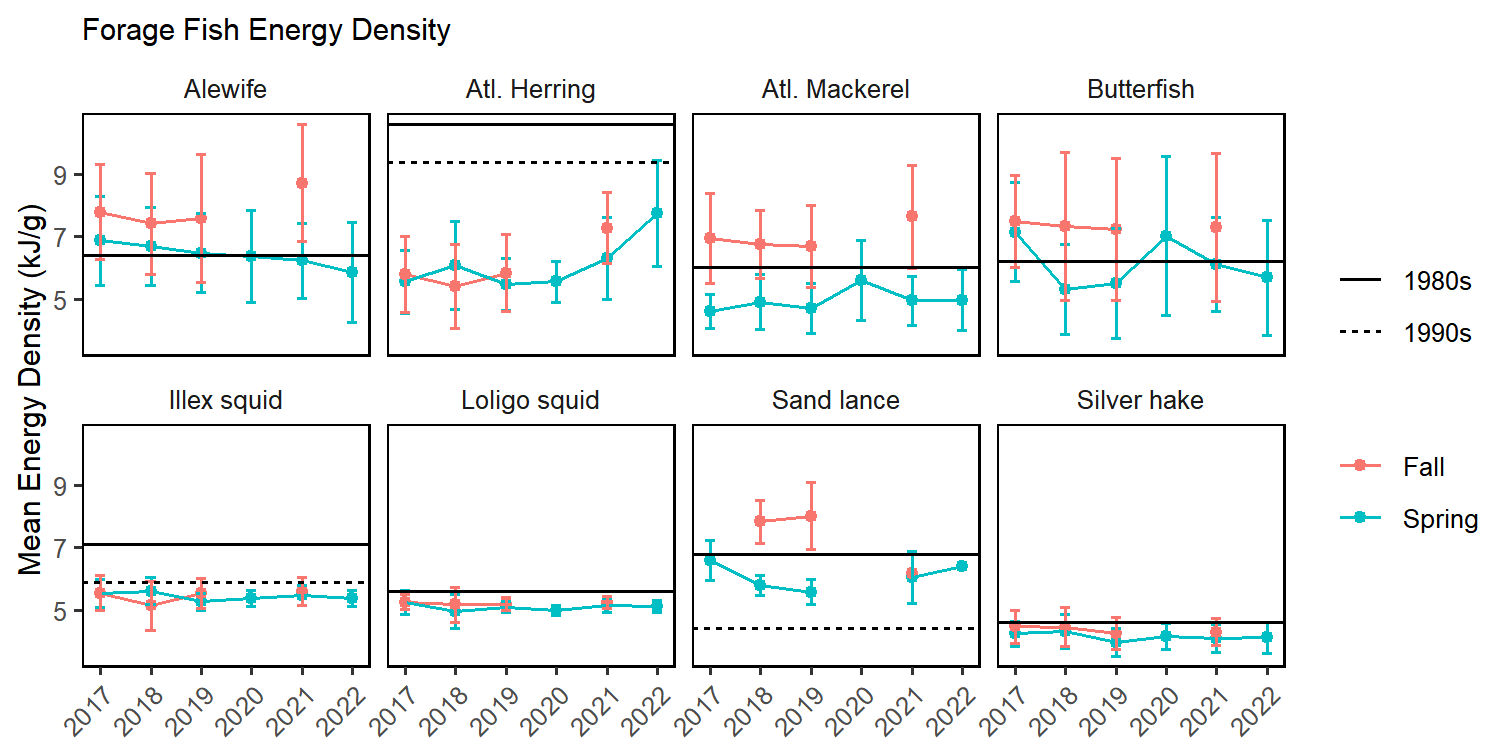 Forage Fish Energy Density
Mean Energy Density (kJ/g)
Alewife
Atl. Herring
Atl. Mackerel
Butterfish
9
7
5
Illex squid
Loligo squid
Sand lance
Silver hake
9
7
5
2017 2018 2019 2020 2021 2022
2017 2018 2019 2020 2021 2022
2017 2018 2019 2020 2021 2022
2017 2018 2019 2020 2021 2022
1980s
1990s
Fall
Spring